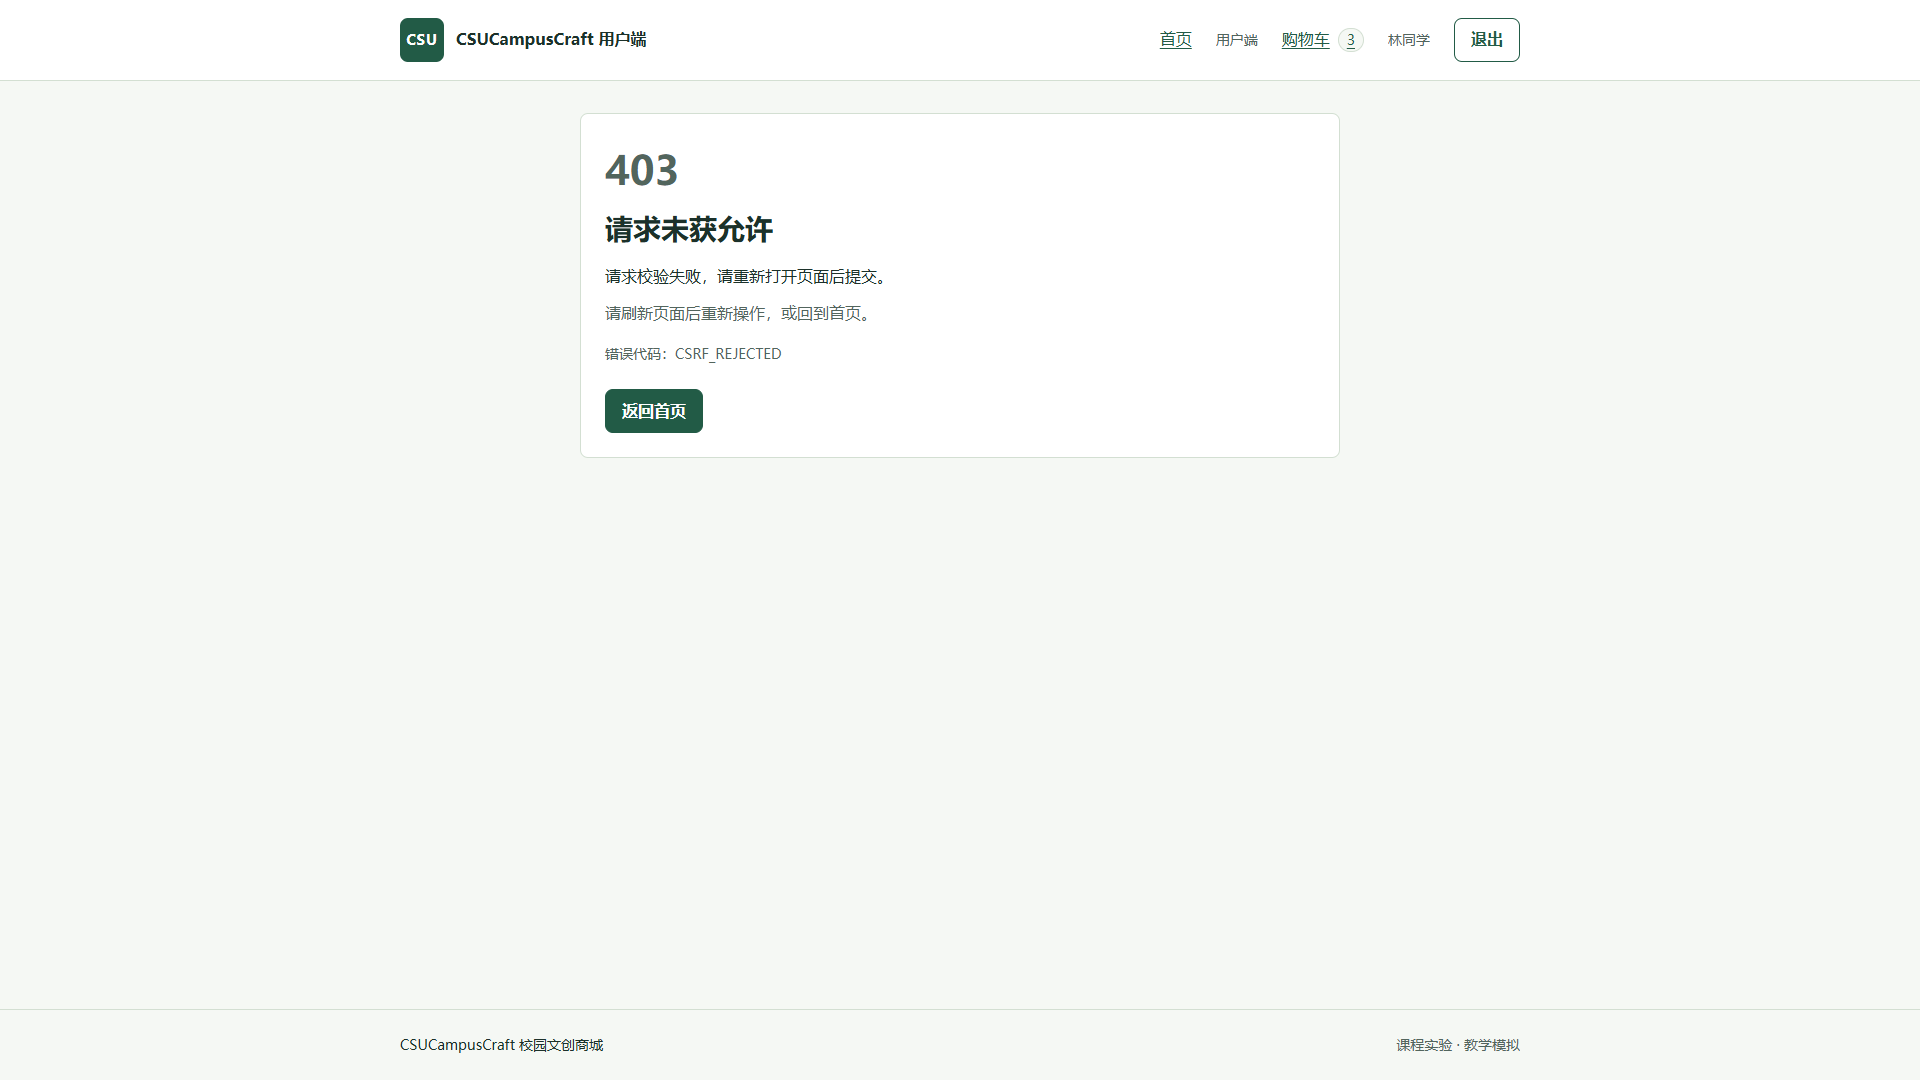 CSU CSUCampusCraft 用户端 首页 用户端 购物车 3 林同学 退出
403
请求未获允许
请求校验失败，请重新打开页面后提交。
请刷新页面后重新操作，或回到首页。
错误代码：CSRF_REJECTED
返回首页
CSUCampusCraft 校园文创商城 课程实验 · 教学模拟